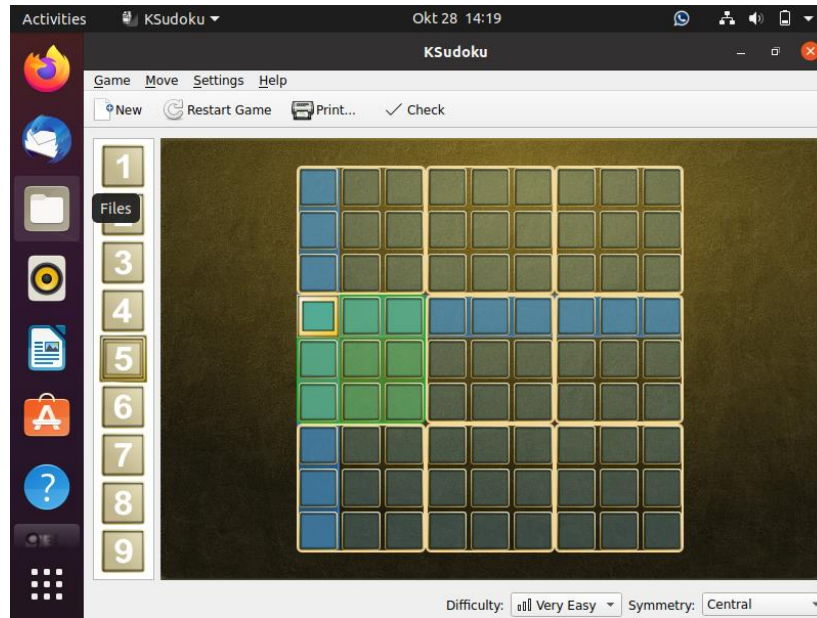 Activities KSudoku Okt 28 14:19
KSudoku
Game Move Settings Help
New Restart Game Print... Check
1
Files
3
4
5
6
7
8
9
Difficulty: Very Easy Symmetry: Central